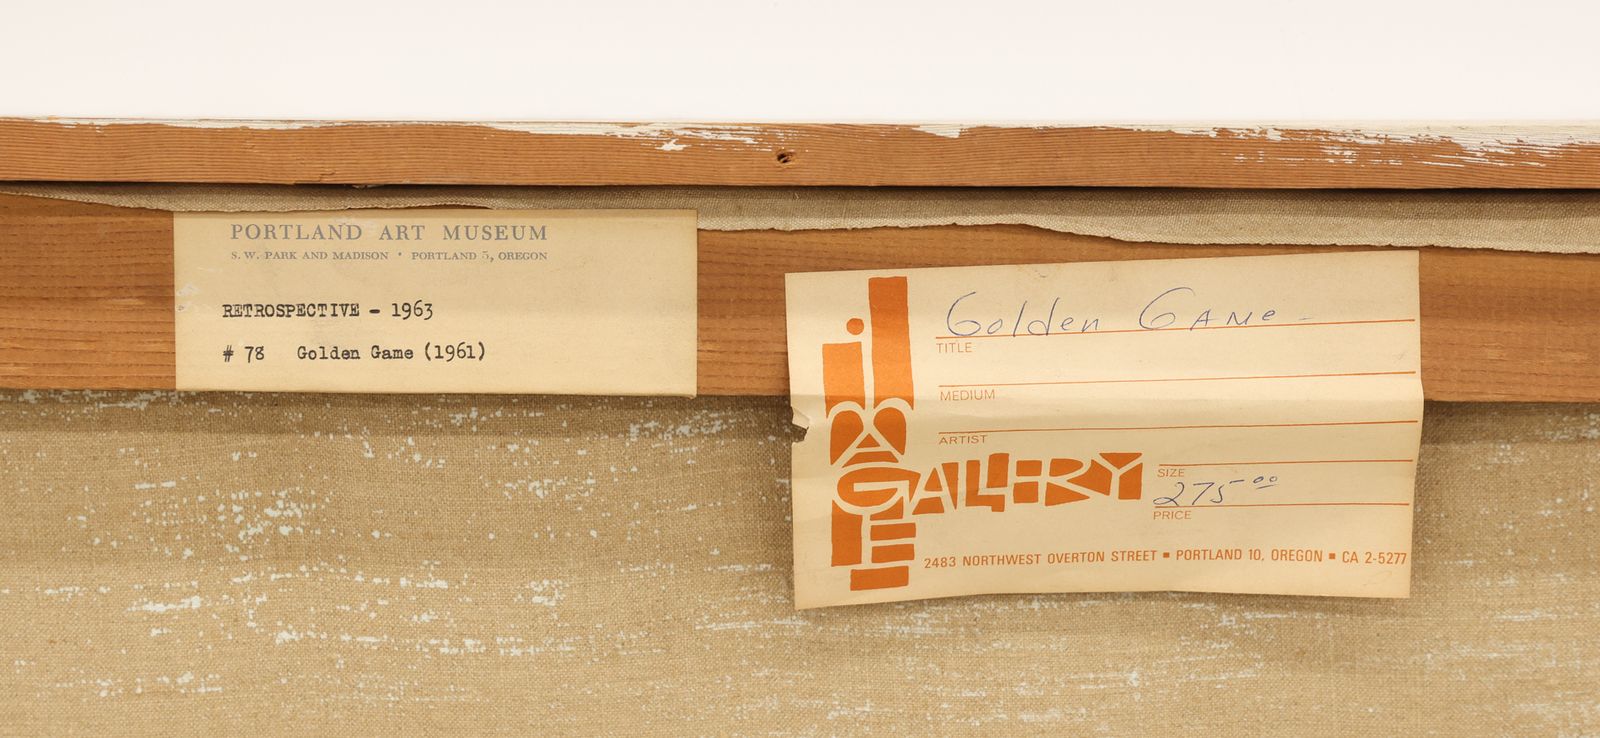 PORTLAND ART MUSEUM
S. W. PARK AND MADISON • PORTLAND 5, OREGON
RETROSPECTIVE - 1963
# 78 Golden Game (1961)
Golden GAMe -
TITLE
MEDIUM
ARTIST
IMAGE GALLERY
SIZE
275.00
PRICE
2483 NORTHWEST OVERTON STREET ▪ PORTLAND 10, OREGON ▪ CA 2-5277